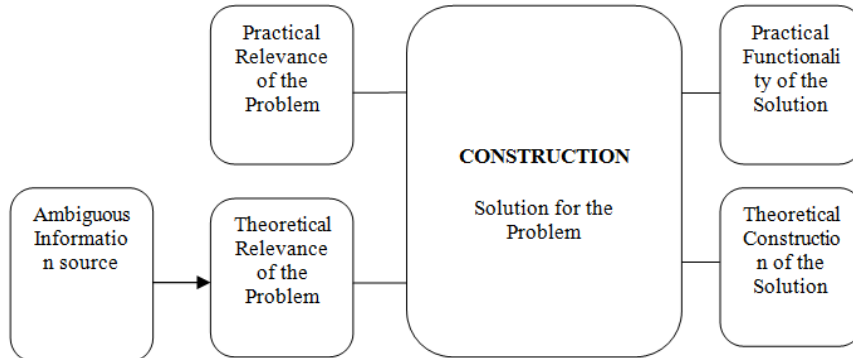 Practical
Relevance
of the
Problem
CONSTRUCTION
Solution for the
Problem
Practical
Functionali
ty of the
Solution
Ambiguous
Informatio
n source
Theoretical
Relevance
of the
Problem
Theoretical
Constructio
n of the
Solution